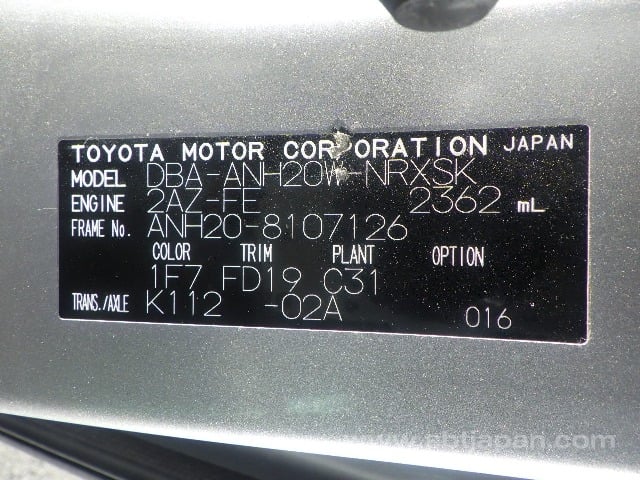 TOYOTA MOTOR CORPORATION JAPAN
MODEL DBA-ANH20W-NRXSK
ENGINE 2AZ-FE 2362 mL
FRAME No. ANH20-8107126
COLOR TRIM PLANT OPTION
1F7 FD19 C31
TRANS./AXLE K112 -02A 016
www.sbtjapan.com